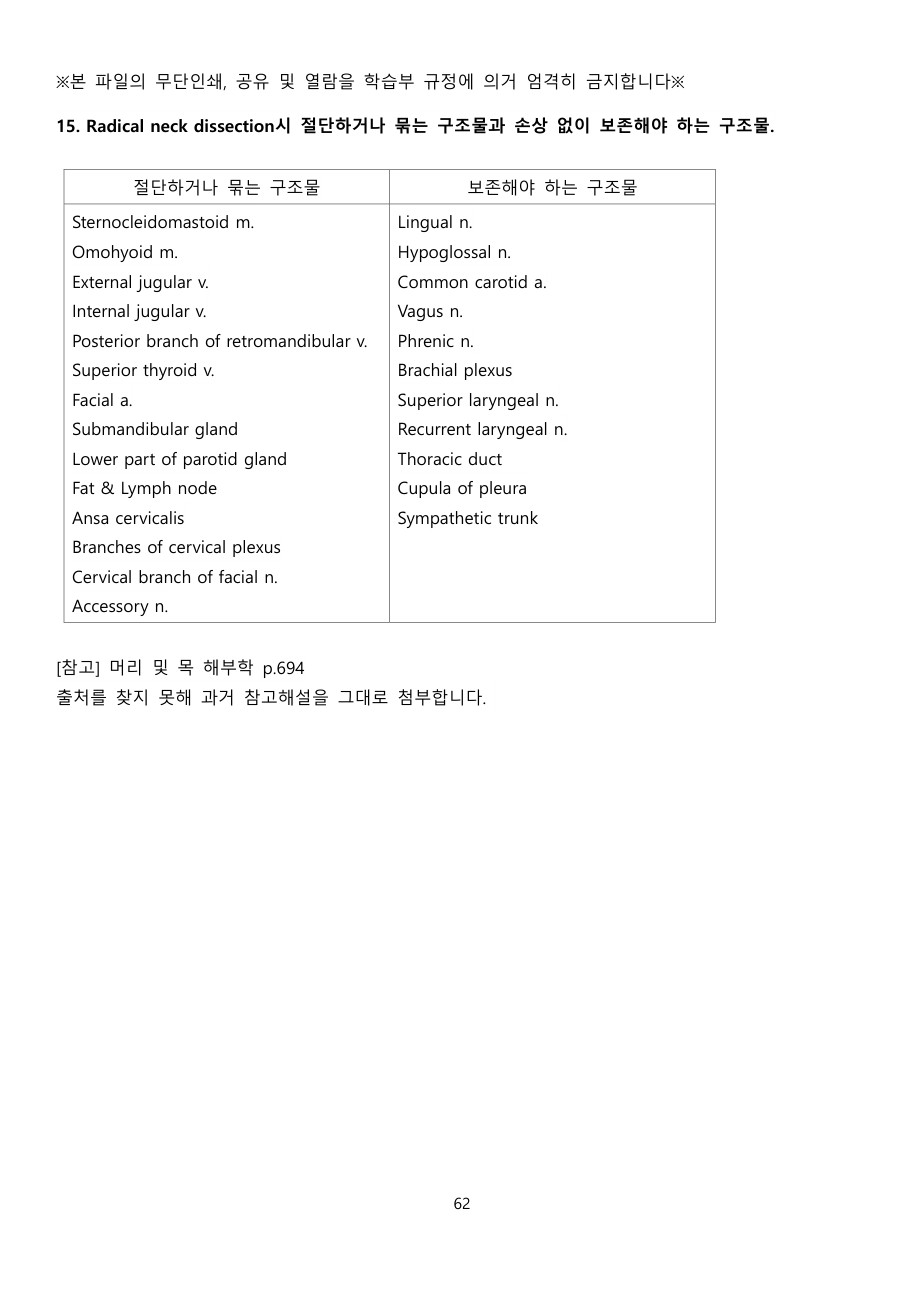 ※본 파일의 무단인쇄, 공유 및 열람을 학습부 규정에 의거 엄격히 금지합니다※
15. Radical neck dissection시 절단하거나 묶는 구조물과 손상 없이 보존해야 하는 구조물.
절단하거나 묶는 구조물
Sternocleidomastoid m.
Omohyoid m.
External jugular v.
Internal jugular v.
Posterior branch of retromandibular v.
Superior thyroid v.
Facial a.
Submandibular gland
Lower part of parotid gland
Fat & Lymph node
Ansa cervicalis
Branches of cervical plexus
Cervical branch of facial n.
Accessory n.
보존해야 하는 구조물
Lingual n.
Hypoglossal n.
Common carotid a.
Vagus n.
Phrenic n.
Brachial plexus
Superior laryngeal n.
Recurrent laryngeal n.
Thoracic duct
Cupula of pleura
Sympathetic trunk
[참고] 머리 및 목 해부학 p.694
출처를 찾지 못해 과거 참고해설을 그대로 첨부합니다.
62